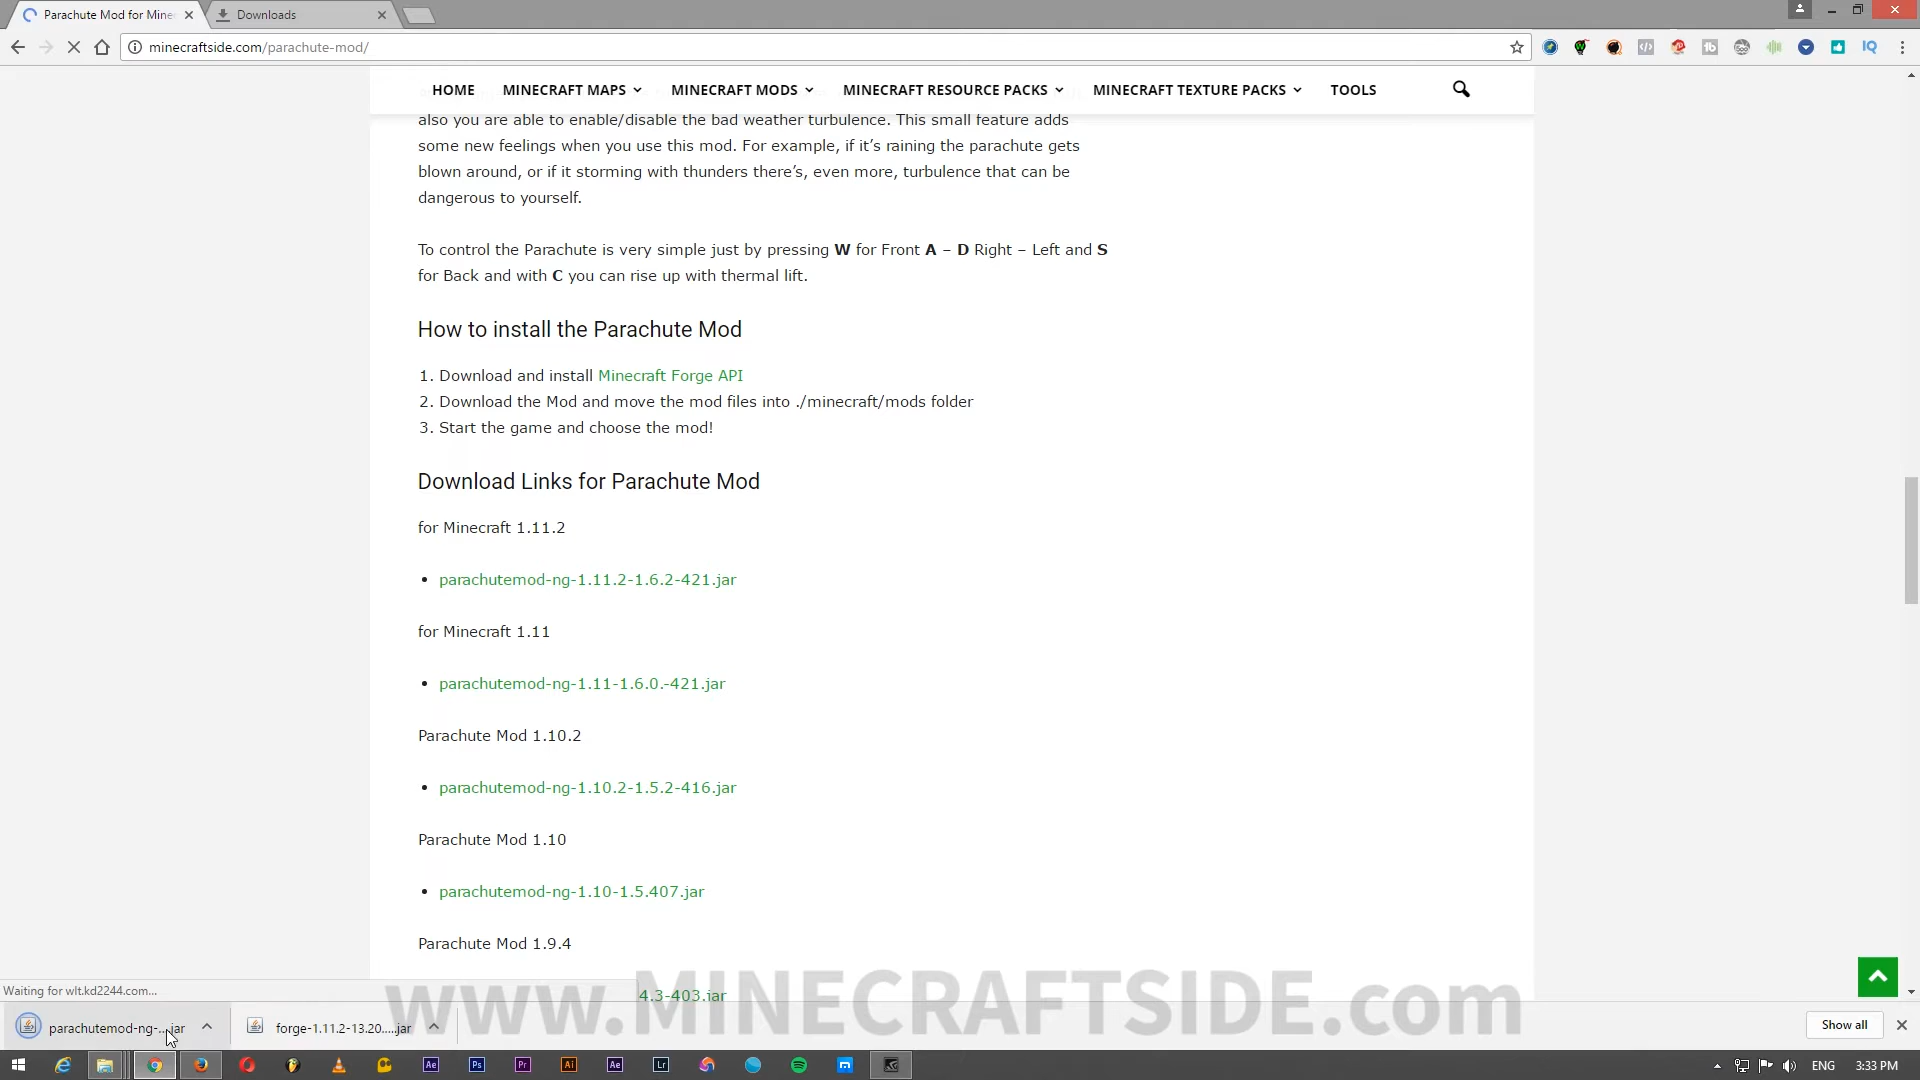 Parachute Mod for Mine
Downloads
minecraftside.com/parachute-mod/
IQ
HOME MINECRAFT MAPS MINECRAFT MODS MINECRAFT RESOURCE PACKS MINECRAFT TEXTURE PACKS TOOLS
also you are able to enable/disable the bad weather turbulence. This small feature adds
some new feelings when you use this mod. For example, if it’s raining the parachute gets
blown around, or if it storming with thunders there’s, even more, turbulence that can be
dangerous to yourself.
To control the Parachute is very simple just by pressing W for Front A – D Right – Left and S
for Back and with C you can rise up with thermal lift.
How to install the Parachute Mod
1. Download and install Minecraft Forge API
2. Download the Mod and move the mod files into ./minecraft/mods folder
3. Start the game and choose the mod!
Download Links for Parachute Mod
for Minecraft 1.11.2
parachutemod-ng-1.11.2-1.6.2-421.jar
for Minecraft 1.11
parachutemod-ng-1.11-1.6.0.-421.jar
Parachute Mod 1.10.2
parachutemod-ng-1.10.2-1.5.2-416.jar
Parachute Mod 1.10
parachutemod-ng-1.10-1.5.407.jar
Parachute Mod 1.9.4
4.3-403.jar
Waiting for wlt.kd2244.com...
www.MINECRAFTSIDE.com
parachutemod-ng-...jar
forge-1.11.2-13.20.....jar
Show all
Ae Ps Pr Ai Ae Lr
ENG 3:33 PM